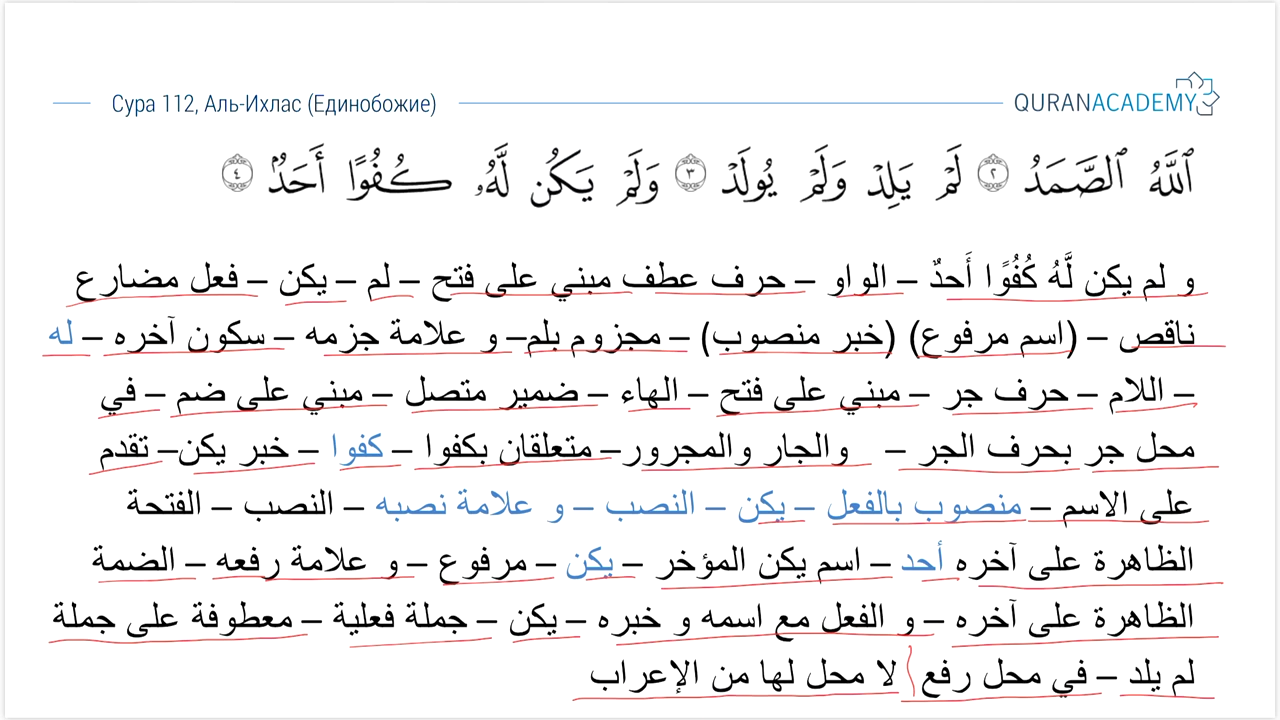 Сура 112, Аль-Ихлас (Единобожие)
QURANACADEMY
ٱللَّهُ ٱلصَّمَدُ ٢ لَمْ يَلِدْ وَلَمْ يُولَدْ ٣ وَلَمْ يَكُن لَّهُۥ كُفُوًا أَحَدٌۢ ٤
و لم يكن لَّهُ كُفُوًا أَحدٌ – الواو – حرف عطف مبني على فتح – لم – يكن – فعل مضارع
ناقص – (اسم مرفوع) (خبر منصوب) – مجزوم بلم– و علامة جزمه – سكون آخره – له
– اللام – حرف جر – مبني على فتح – الهاء – ضمير متصل – مبني على ضم – في
محل جر بحرف الجر – والجار والمجرور– متعلقان بكفوا – كفوا – خبر يكن– تقدم
على الاسم – منصوب بالفعل – يكن – النصب – و علامة نصبه – النصب – الفتحة
الظاهرة على آخره أحد – اسم يكن المؤخر – يكن – مرفوع – و علامة رفعه – الضمة
الظاهرة على آخره – و الفعل مع اسمه و خبره – يكن – جملة فعلية – معطوفة على جملة
لم يلد – في محل رفع لا محل لها من الإعراب